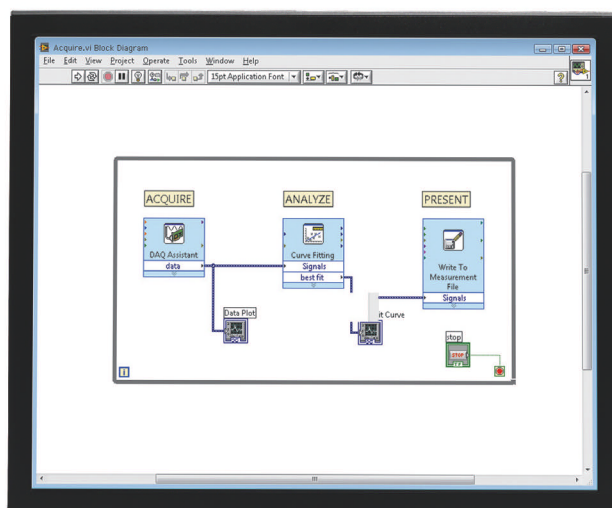 Acquire.vi Block Diagram
File Edit View Project Operate Tools Window Help
15pt Application Font
ACQUIRE
ANALYZE
PRESENT
DAQ Assistant
data
Curve Fitting
Signals
best fit
Write To
Measurement
File
Signals
Data Plot
it Curve
stop
STOP
i